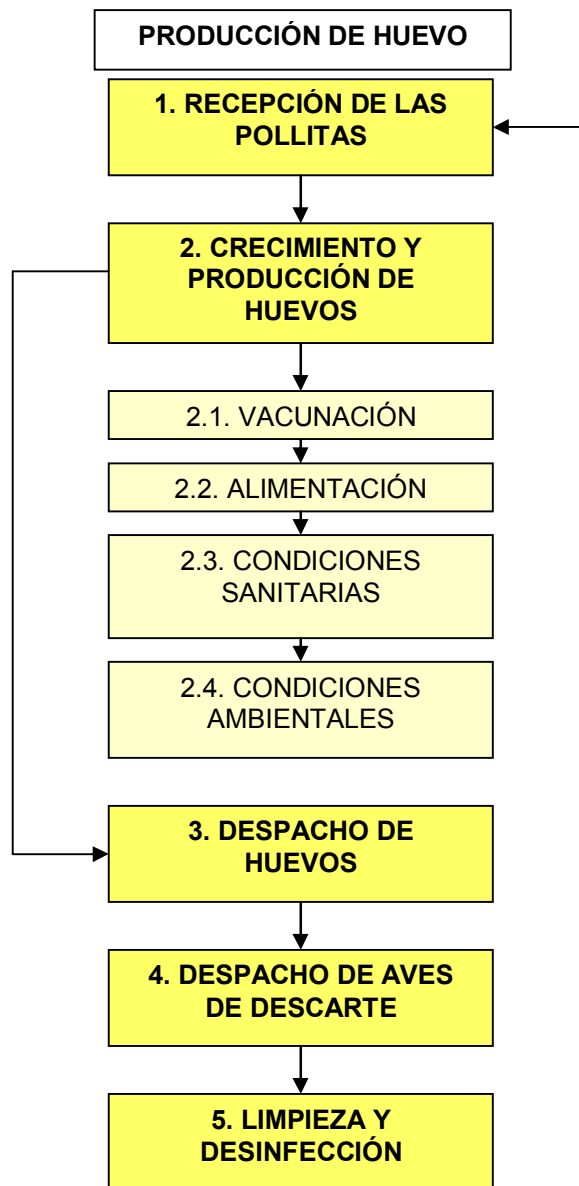 PRODUCCIÓN DE HUEVO
1. RECEPCIÓN DE LAS
POLLITAS
2. CRECIMIENTO Y
PRODUCCIÓN DE
HUEVOS
2.1. VACUNACIÓN
2.2. ALIMENTACIÓN
2.3. CONDICIONES
SANITARIAS
2.4. CONDICIONES
AMBIENTALES
3. DESPACHO DE
HUEVOS
4. DESPACHO DE AVES
DE DESCARTE
5. LIMPIEZA Y
DESINFECCIÓN